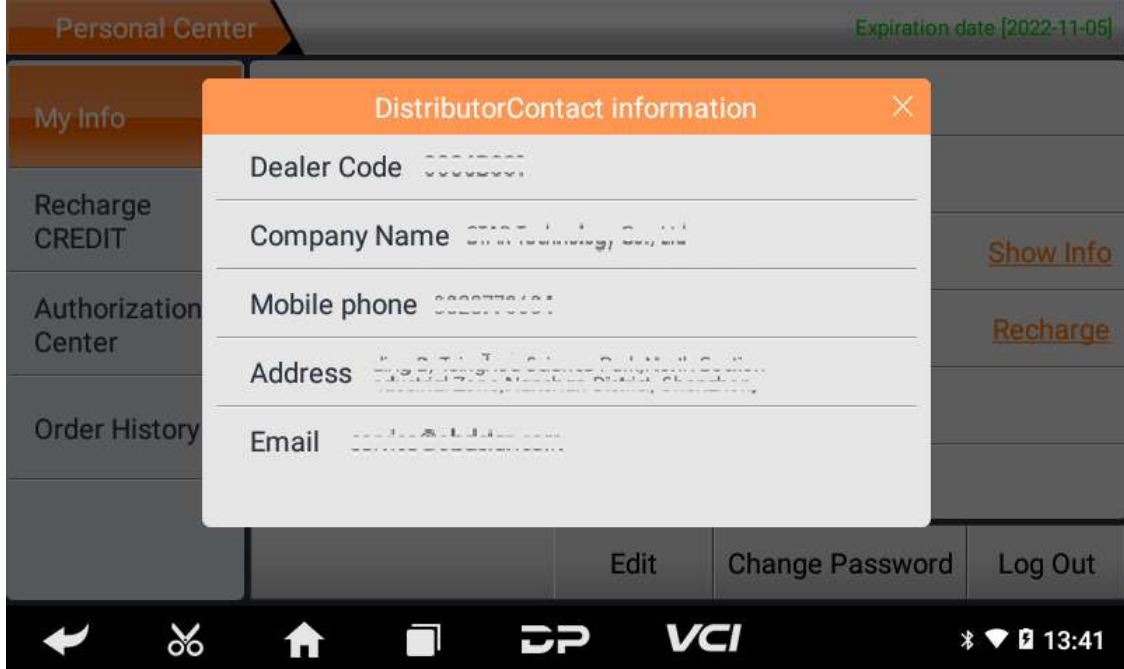 Personal Center
Expiration date [2022-11-05]
DistributorContact information
My Info
Dealer Code
Recharge
CREDIT
Company Name
Show Info
Mobile phone
Authorization
Center
Recharge
Address
Order History
Email
Edit
Change Password
Log Out
DP
VCI
13:41